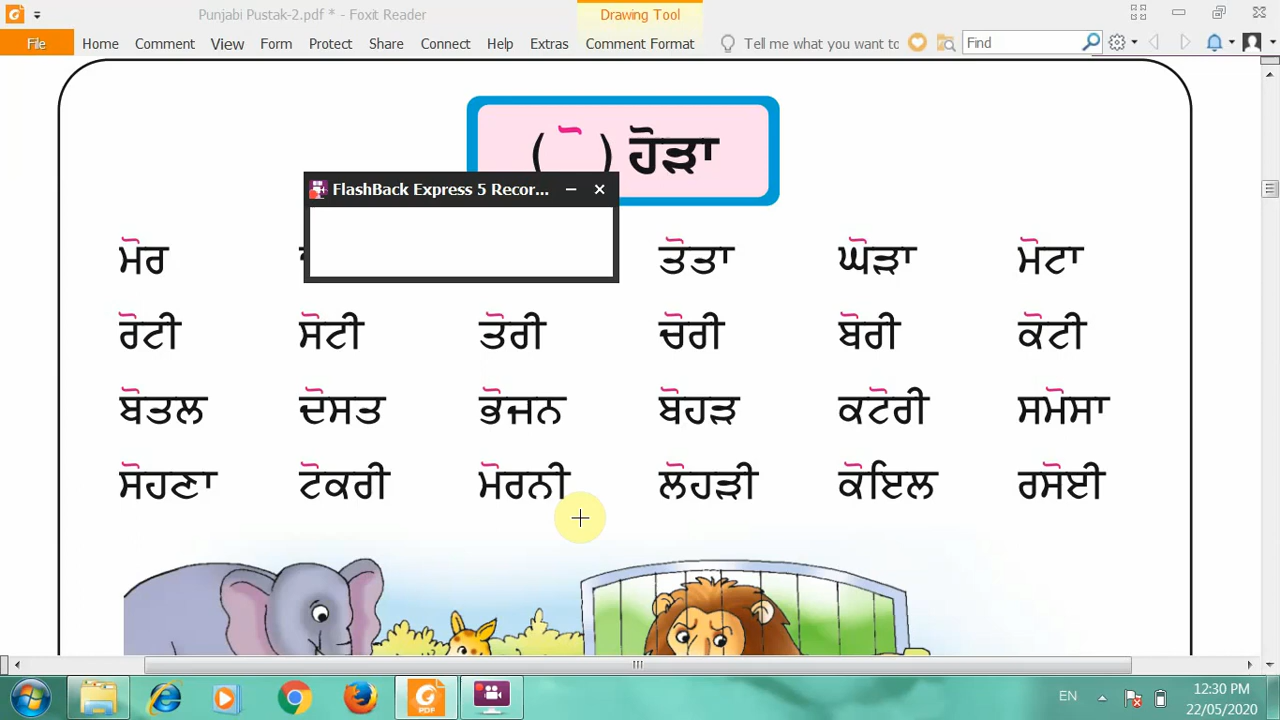 Punjabi Pustak-2.pdf * - Foxit Reader
Drawing Tool
File Home Comment View Form Protect Share Connect Help Extras Comment Format Tell me what you want to Find
( ੋ ) ਹੋੜਾ
FlashBack Express 5 Recor...
ਮੋਰ ਤੋਤਾ ਘੋੜਾ ਮੋਟਾ
ਰੋਟੀ ਸੋਟੀ ਤੋਰੀ ਚੋਰੀ ਬੋਰੀ ਕੋਟੀ
ਬੋਤਲ ਦੋਸਤ ਭੋਜਨ ਬੋਹੜ ਕਟੋਰੀ ਸਮੋਸਾ
ਸੋਹਣਾ ਟੋਕਰੀ ਮੋਰਨੀ ਲੋਹੜੀ ਕੋਇਲ ਰਸੋਈ
PDF
EN
12:30 PM
22/05/2020